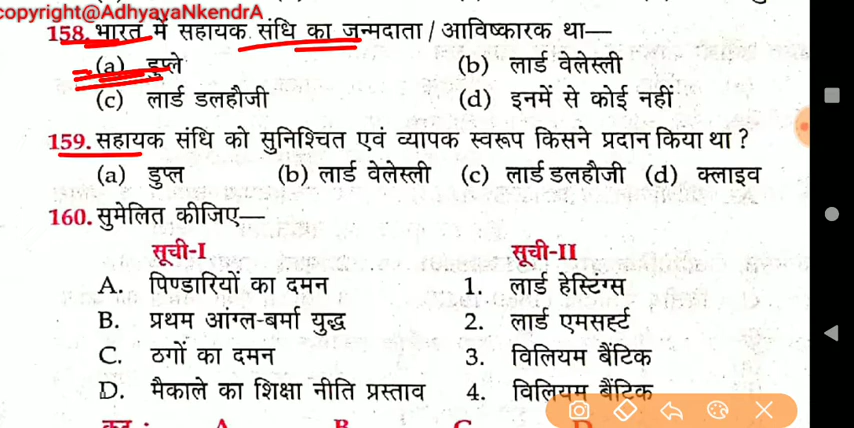 copyright@AdhyayaNkendrA
158. भारत में सहायक संधि का जन्मदाता / आविष्कारक था—
(a) डुप्ले (b) लार्ड वेलेस्ली
(c) लार्ड डलहौजी (d) इनमें से कोई नहीं
159. सहायक संधि को सुनिश्चित एवं व्यापक स्वरूप किसने प्रदान किया था ?
(a) डुप्ल (b) लार्ड वेलेस्ली (c) लार्ड डलहौजी (d) क्लाइव
160. सुमेलित कीजिए—
सूची-I सूची-II
A. पिण्डारियों का दमन 1. लार्ड हेस्टिंग्स
B. प्रथम आंग्ल-बर्मा युद्ध 2. लार्ड एमसर्ह्ट
C. ठगों का दमन 3. विलियम बैंटिक
D. मैकाले का शिक्षा नीति प्रस्ताव 4. विलियम बैंटिक